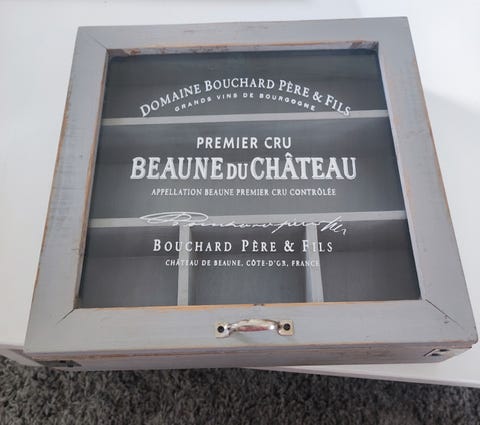 DOMAINE BOUCHARD PÈRE & FILS
GRANDS VINS DE BOURGOGNE
PREMIER CRU
BEAUNE DU CHÂTEAU
APPELLATION BEAUNE PREMIER CRU CONTRÔLÉE
BOUCHARD PÈRE & FILS
CHÂTEAU DE BEAUNE, CÔTE-D'OR, FRANCE